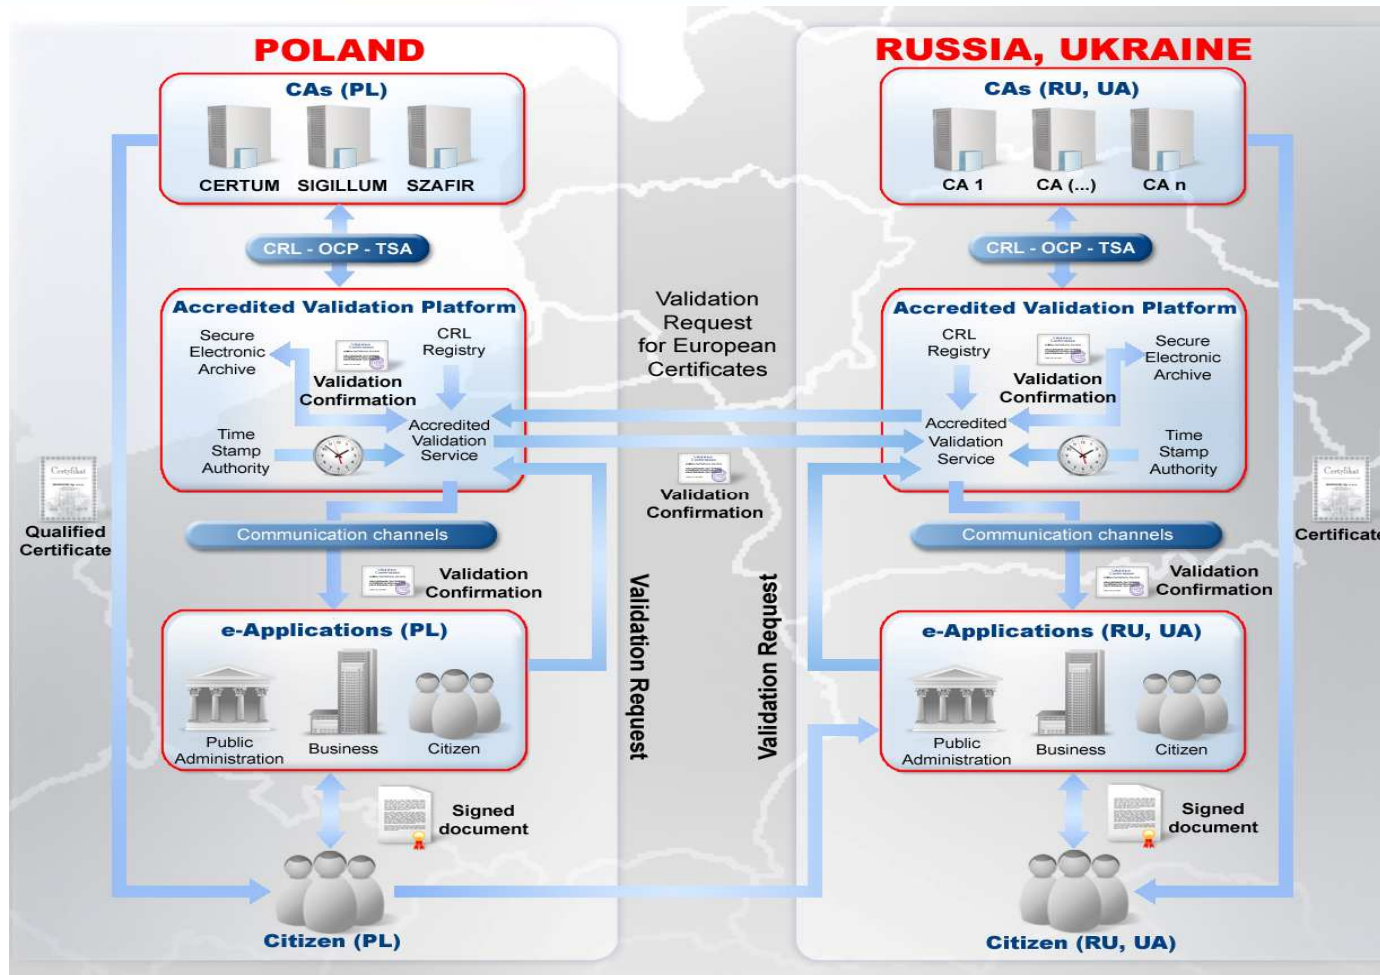 POLAND
CAs (PL)
CERTUM
SIGILLUM
SZAFIR
CRL - OCP - TSA
Accredited Validation Platform
Secure
Electronic
Archive
CRL
Registry
Validation
Confirmation
Time
Stamp
Authority
Accredited
Validation
Service
Certyfikat
Qualified
Certificate
Communication channels
Validation
Confirmation
e-Applications (PL)
Public
Administration
Business
Citizen
Signed
document
Citizen (PL)
Validation Request
Validation
Request
for European
Certificates
Validation
Confirmation
Validation Request
RUSSIA, UKRAINE
CAs (RU, UA)
CA 1
CA (...)
CA n
CRL - OCP - TSA
Accredited Validation Platform
CRL
Registry
Validation
Confirmation
Secure
Electronic
Archive
Accredited
Validation
Service
Time
Stamp
Authority
Certyfikat
Certificate
Communication channels
Validation
Confirmation
e-Applications (RU, UA)
Public
Administration
Business
Citizen
Signed
document
Citizen (RU, UA)